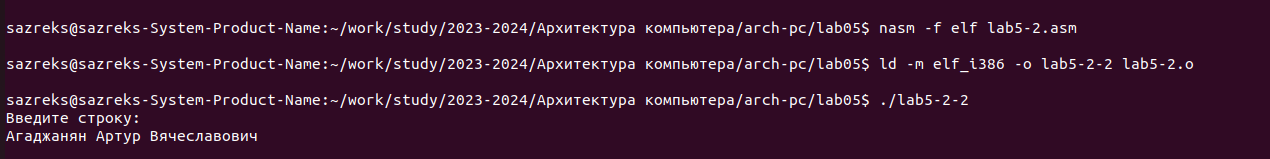 sazreks@sazreks-System-Product-Name:~/work/study/2023-2024/Архитектура компьютера/arch-pc/lab05$ nasm -f elf lab5-2.asm
sazreks@sazreks-System-Product-Name:~/work/study/2023-2024/Архитектура компьютера/arch-pc/lab05$ ld -m elf_i386 -o lab5-2-2 lab5-2.o
sazreks@sazreks-System-Product-Name:~/work/study/2023-2024/Архитектура компьютера/arch-pc/lab05$ ./lab5-2-2
Введите строку:
Агаджанян Артур Вячеславович